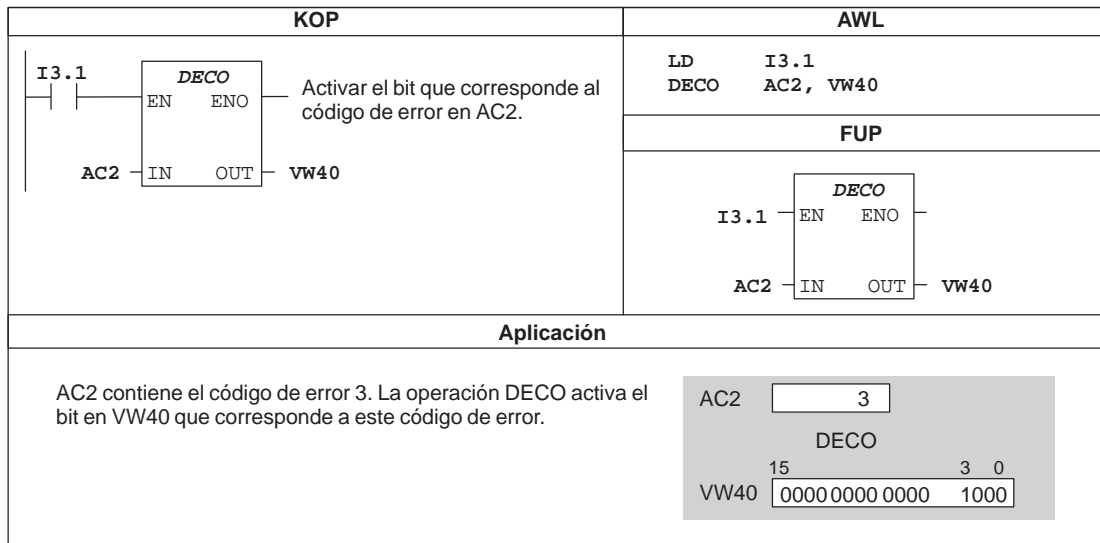 KOP
I3.1
DECO
EN ENO
Activar el bit que corresponde al
código de error en AC2.
AC2 IN OUT VW40
AWL
LD I3.1
DECO AC2, VW40
FUP
DECO
I3.1 EN ENO
AC2 IN OUT VW40
Aplicación
AC2 contiene el código de error 3. La operación DECO activa el
bit en VW40 que corresponde a este código de error.
AC2 3
DECO
15 3 0
VW40 0000 0000 0000 1000